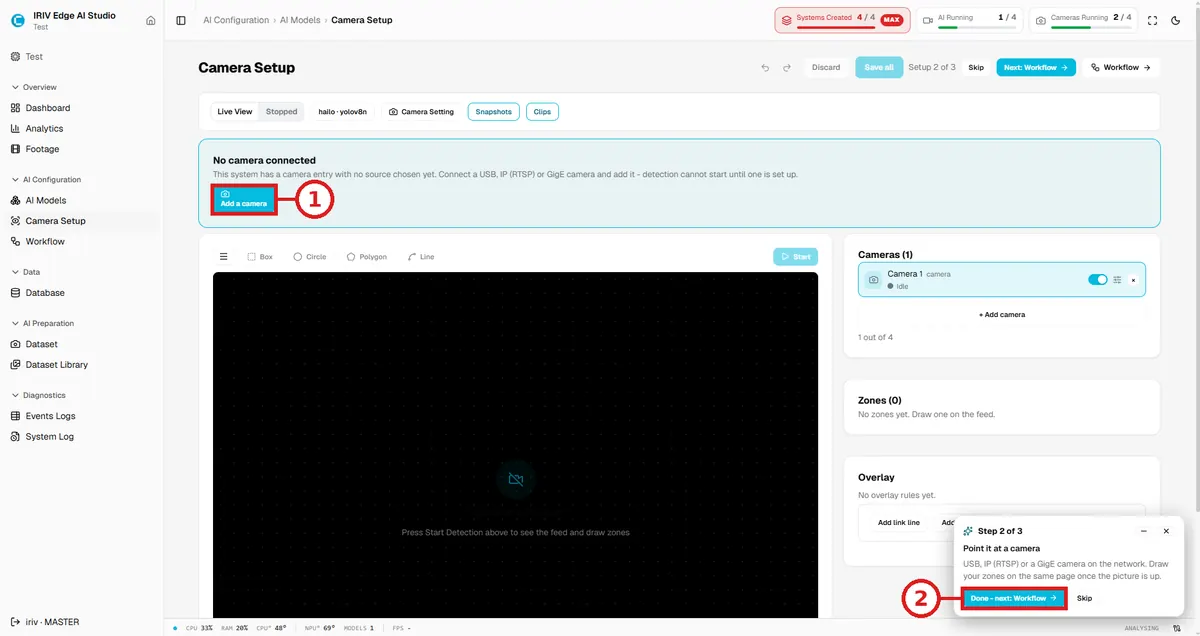 IRIV Edge AI Studio
Test
AI Configuration › AI Models › Camera Setup
Systems Created 4 / 4 MAX
AI Running 1 / 4
Cameras Running 2 / 4
Test
Overview
Dashboard
Analytics
Footage
AI Configuration
AI Models
Camera Setup
Workflow
Data
Database
AI Preparation
Dataset
Dataset Library
Diagnostics
Events Logs
System Log
iriv - MASTER
Camera Setup
Discard
Save all
Setup 2 of 3
Skip
Next: Workflow →
Workflow →
Live View
Stopped
hailo · yolov8n
Camera Setting
Snapshots
Clips
No camera connected
This system has a camera entry with no source chosen yet. Connect a USB, IP (RTSP) or GigE camera and add it - detection cannot start until one is set up.
Add a camera
1
Box
Circle
Polygon
Line
Start
Press Start Detection above to see the feed and draw zones
Cameras (1)
Camera 1 camera
Idle
+ Add camera
1 out of 4
Zones (0)
No zones yet. Draw one on the feed.
Overlay
No overlay rules yet.
Add link line
Step 2 of 3
Point it at a camera
USB, IP (RTSP) or a GigE camera on the network. Draw
your zones on the same page once the picture is up.
2
Done - next: Workflow →
Skip
CPU 33% RAM 20% CPU° 48° NPU° 69° MODELS 1 FPS -
ANALYSING